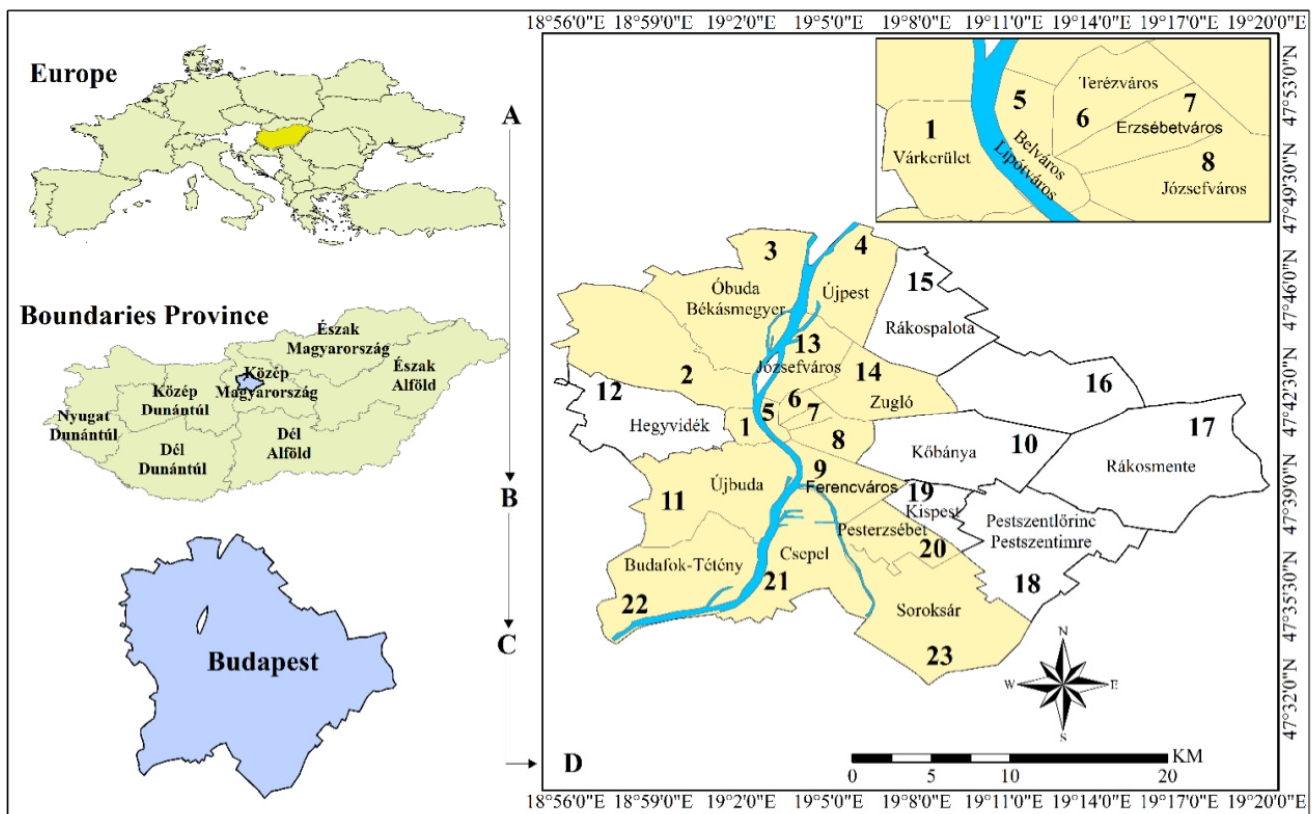 Europe
A
Boundaries Province
Észak
Magyarország
Észak
Alföld
Közép
Magyarország
Közép
Dunántúl
Nyugat
Dunántúl
Dél
Dunántúl
Dél
Alföld
B
Budapest
C
D
18°56'0"E 18°59'0"E 19°2'0"E 19°5'0"E 19°8'0"E 19°11'0"E 19°14'0"E 19°17'0"E 19°20'0"E
1
Várkerület
5
Belváros
Lipótváros
Terézváros
6
7
Erzsébetváros
8
Józsefváros
47°53'0"N
47°49'30"N
47°46'0"N
47°42'30"N
47°39'0"N
47°35'30"N
47°32'0"N
3
Óbuda
Békásmegyer
4
Újpest
15
Rákospalota
13
Józsefváros
14
Zugló
16
2
12
Hegyvidék
1
5
6
7
8
10
Kőbánya
17
Rákosmente
9
Ferencváros
11
Újbuda
19
Kispest
Pesterzsébet
20
Pestszentlőrinc
Pestszentimre
18
Budafok-Tétény
22
Csepel
21
Soroksár
23
N
W
E
S
KM
0 5 10 20
18°56'0"E 18°59'0"E 19°2'0"E 19°5'0"E 19°8'0"E 19°11'0"E 19°14'0"E 19°17'0"E 19°20'0"E